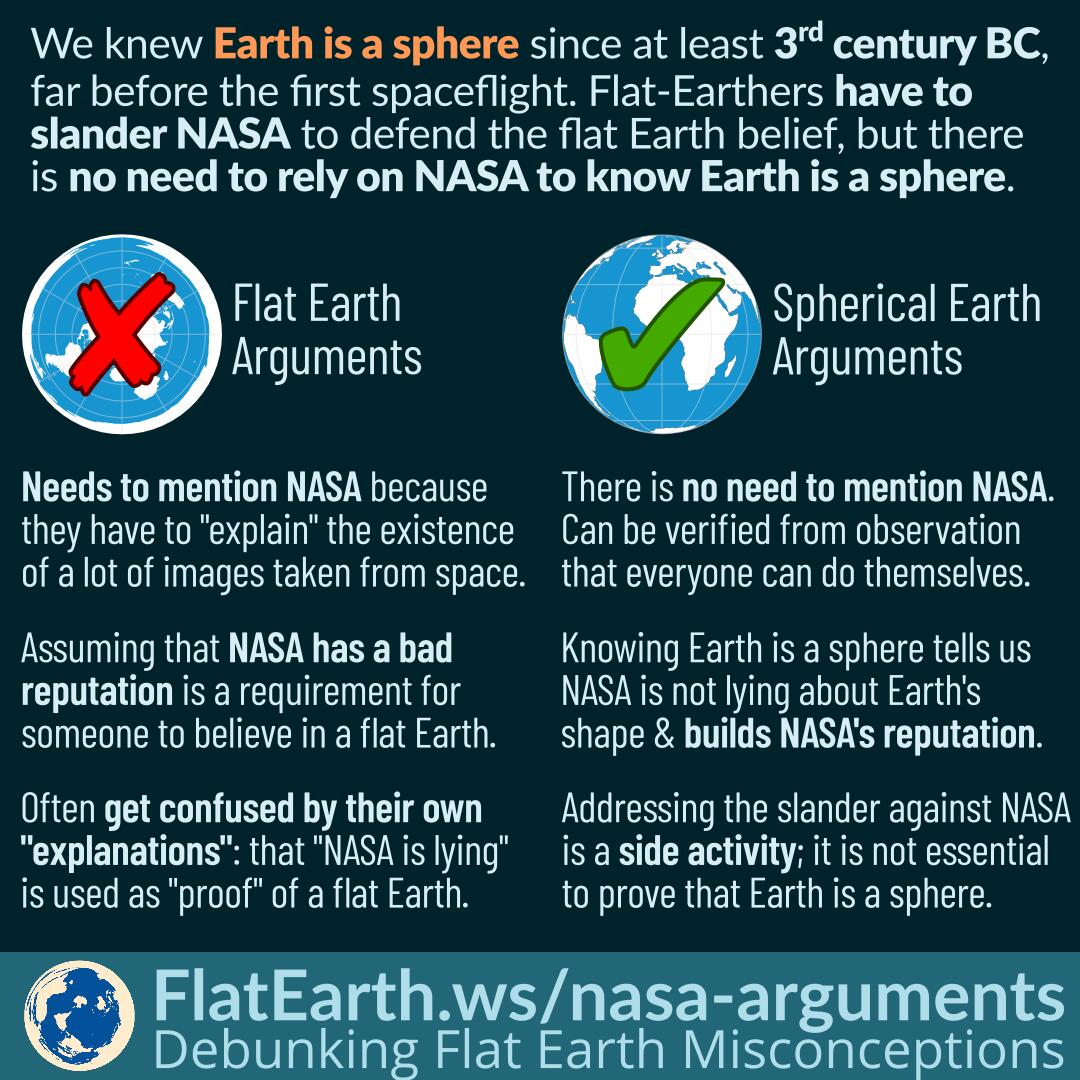 We knew Earth is a sphere since at least 3rd century BC,
far before the first spaceflight. Flat-Earthers have to
slander NASA to defend the flat Earth belief, but there
is no need to rely on NASA to know Earth is a sphere.
Flat Earth
Arguments
Needs to mention NASA because
they have to "explain" the existence
of a lot of images taken from space.
Assuming that NASA has a bad
reputation is a requirement for
someone to believe in a flat Earth.
Often get confused by their own
"explanations": that "NASA is lying"
is used as "proof" of a flat Earth.
Spherical Earth
Arguments
There is no need to mention NASA.
Can be verified from observation
that everyone can do themselves.
Knowing Earth is a sphere tells us
NASA is not lying about Earth's
shape & builds NASA's reputation.
Addressing the slander against NASA
is a side activity; it is not essential
to prove that Earth is a sphere.
FlatEarth.ws/nasa-arguments
Debunking Flat Earth Misconceptions